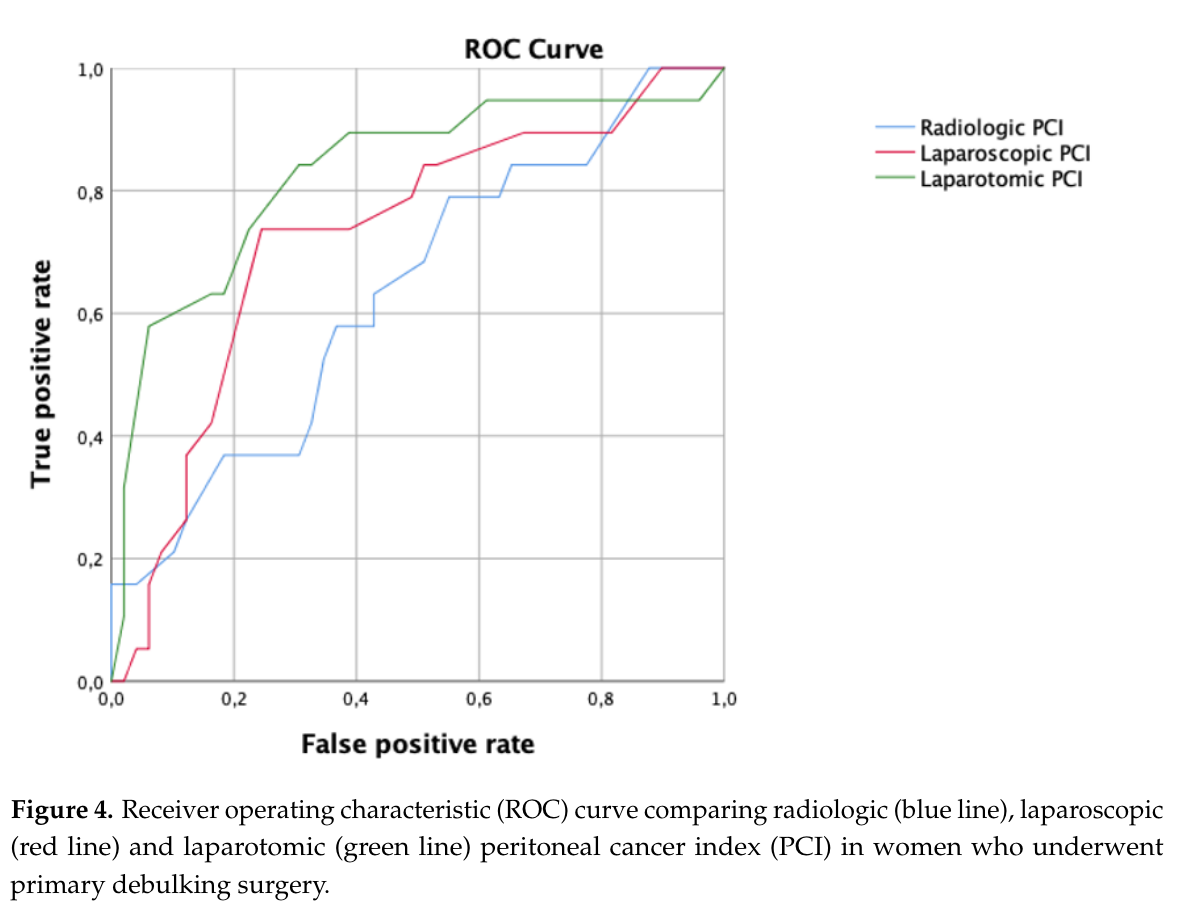 ROC Curve
1,0
0,8
0,6
0,4
0,2
0,0
0,0 0,2 0,4 0,6 0,8 1,0
True positive rate
False positive rate
Radiologic PCI
Laparoscopic PCI
Laparotomic PCI
Figure 4. Receiver operating characteristic (ROC) curve comparing radiologic (blue line), laparoscopic
(red line) and laparotomic (green line) peritoneal cancer index (PCI) in women who underwent
primary debulking surgery.